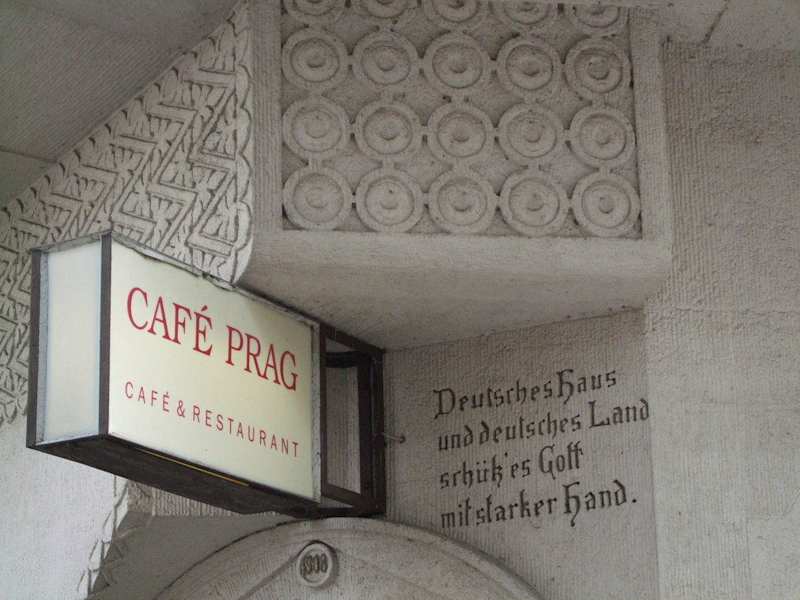 CAFÉ PRAG
CAFÉ & RESTAURANT
Deutsches Haus
und deutsches Land
schütz'es Gott
mit starker Hand.
1908